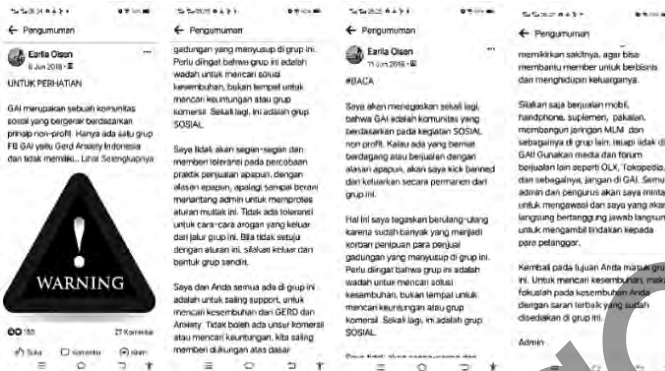 ← Pengumuman
Earlia Olsen
6 Jun 2018
UNTUK PERHATIAN
GAI merupakan sebuah komunitas
sosial yang bergerak berdasarkan
prinsip non-profit. Hanya ada satu grup
FB GAI yaitu Gerd Anxiety Indonesia
dan tidak memiliki... Lihat Selengkapnya
WARNING
185
27 Komentar
Suka
Komentar
← Pengumuman
gadungan yang menyusup di grup ini.
Perlu diingat bahwa grup ini adalah
wadah untuk mencari solusi
kesembuhan, bukan tempat untuk
mencari keuntungan atau grup
komersil. Sekali lagi, ini adalah grup
SOSIAL.
Saya tidak akan segan-segan dan
memberi toleransi pada percobaan
praktik penjualan apapun, dengan
alasan apapun, apalagi sampai berani
menantang admin untuk memprotes
aturan mutlak ini. Tidak ada toleransi
untuk cara-cara arogan yang keluar
dari jalur grup ini. Bila tidak setuju
dengan aturan ini, silakan keluar dan
bentuk grup sendiri.
Saya dan Anda semua ada di grup ini
adalah untuk saling support, untuk
mencari kesembuhan dari GERD dan
Anxiety. Tidak boleh ada unsur komersil
atau mencari keuntungan, kita saling
memberi dukungan atas dasar
← Pengumuman
Earlia Olsen
11 Jun 2018
#BACA
Saya akan menegaskan sekali lagi,
bahwa GAI adalah komunitas yang
berdasarkan pada kegiatan SOSIAL
non profit. Kalau ada yang berniat
berdagang atau berjualan dengan
alasan apapun, akan saya kick banned
dan keluarkan secara permanen dari
grup ini.
Hal ini saya tegaskan berulang-ulang
karena sudah banyak yang menjadi
korban penipuan para penjual
gadungan yang menyusup di grup ini.
Perlu diingat bahwa grup ini adalah
wadah untuk mencari solusi
kesembuhan, bukan tempat untuk
mencari keuntungan atau grup
komersil. Sekali lagi, ini adalah grup
SOSIAL.
← Pengumuman
memikirkan sakitnya, agar bisa
membantu member untuk berbisnis
dan menghidupi keluarganya.
Silakan saja berjualan mobil,
handphone, suplemen, pakaian,
membangun jaringan MLM dan
sebagainya di grup lain, tetapi tidak di
GAI! Gunakan media dan forum
berjualan lain seperti OLX, Tokopedia,
dan sebagainya, jangan di GAI. Semu
admin dan pengurus akan saya minta
untuk mengawasi dan saya yang akan
langsung bertanggung jawab langsun
untuk mengambil tindakan kepada
para pelanggar.
Kembali pada tujuan Anda masuk gru
ini. Untuk mencari kesembuhan, maka
fokuslah pada kesembuhan Anda
dengan saran terbaik yang sudah
disediakan di grup ini.
Admin